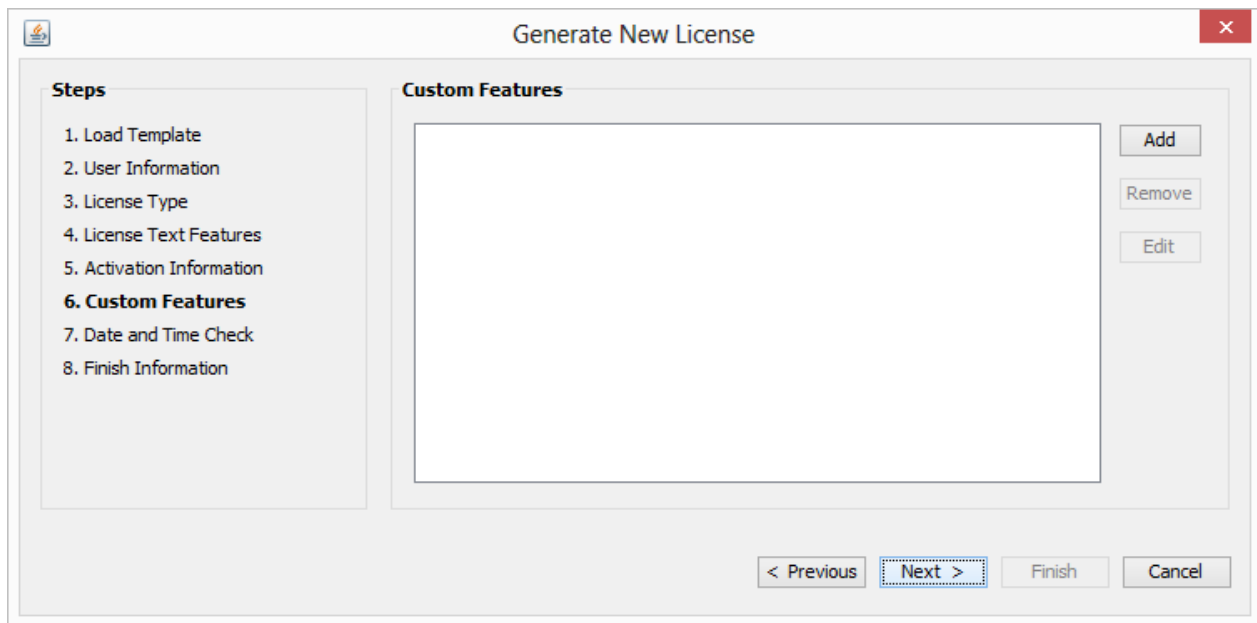 Generate New License
Steps
1. Load Template
2. User Information
3. License Type
4. License Text Features
5. Activation Information
6. Custom Features
7. Date and Time Check
8. Finish Information
Custom Features
Add
Remove
Edit
< Previous
Next >
Finish
Cancel